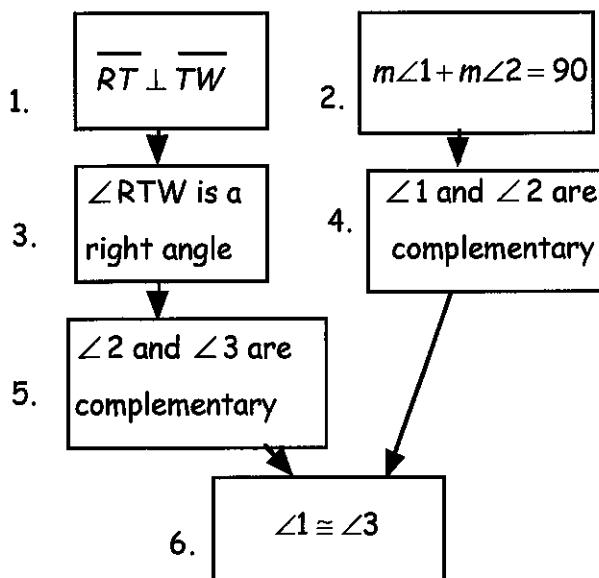 1. RT ⊥ TW
2. m∠1 + m∠2 = 90
3. ∠RTW is a
right angle
4. ∠1 and ∠2 are
complementary
5. ∠2 and ∠3 are
complementary
6. ∠1 ≅ ∠3